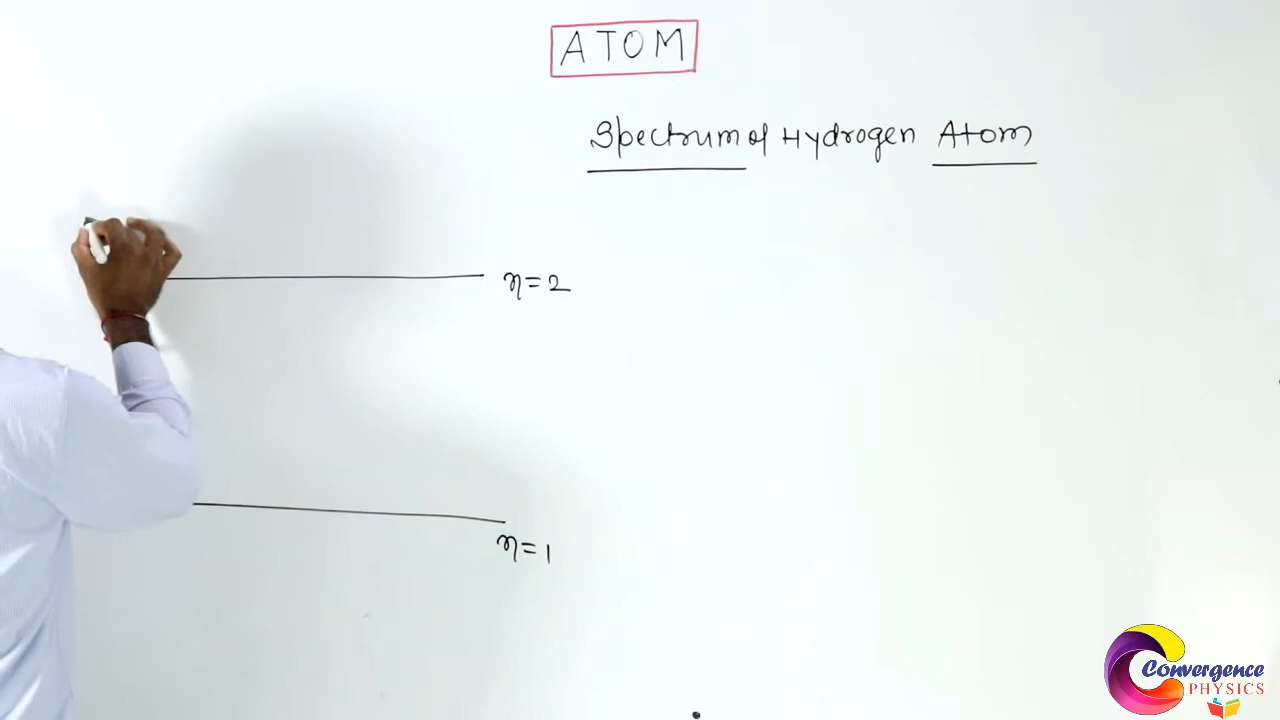 ATOM
Spectrum of Hydrogen Atom
n=2
n=1
Convergence
PHYSICS